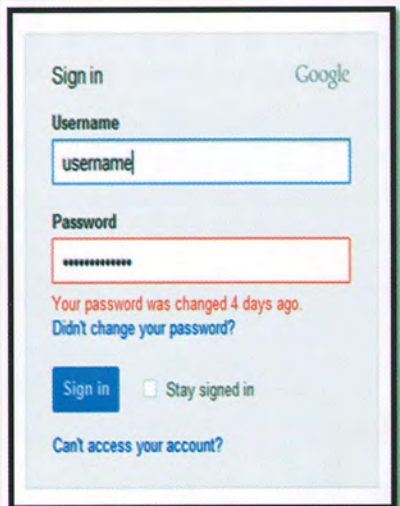 Sign in Google
Username
username
Password
•••••••••••••
Your password was changed 4 days ago.
Didn't change your password?
Sign in Stay signed in
Can't access your account?